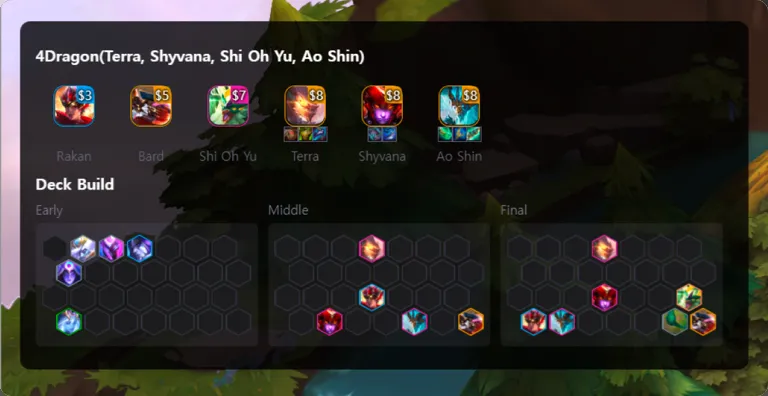 4Dragon(Terra, Shyvana, Shi Oh Yu, Ao Shin)
$3 $5 $7 $8 $8 $8
Rakan Bard Shi Oh Yu Terra Shyvana Ao Shin
Deck Build
Early Middle Final